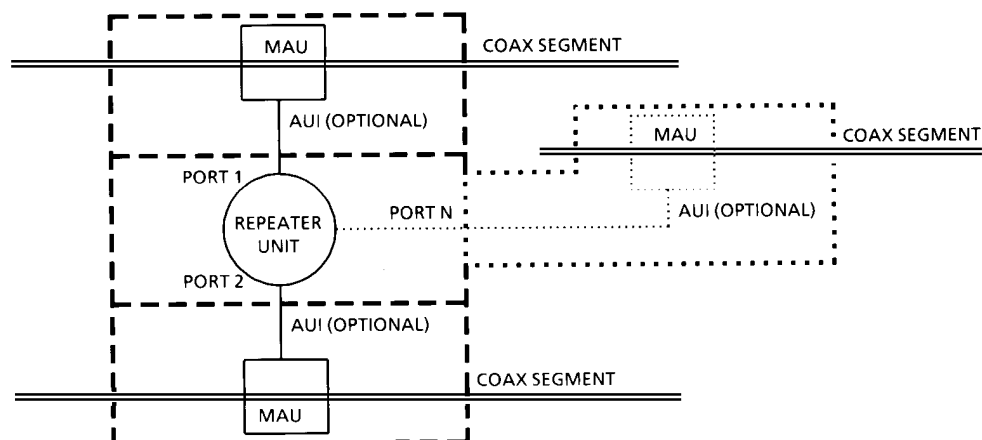 MAU
COAX SEGMENT
AUI (OPTIONAL)
MAU
COAX SEGMENT
PORT 1
PORT N
AUI (OPTIONAL)
REPEATER
UNIT
PORT 2
AUI (OPTIONAL)
COAX SEGMENT
MAU